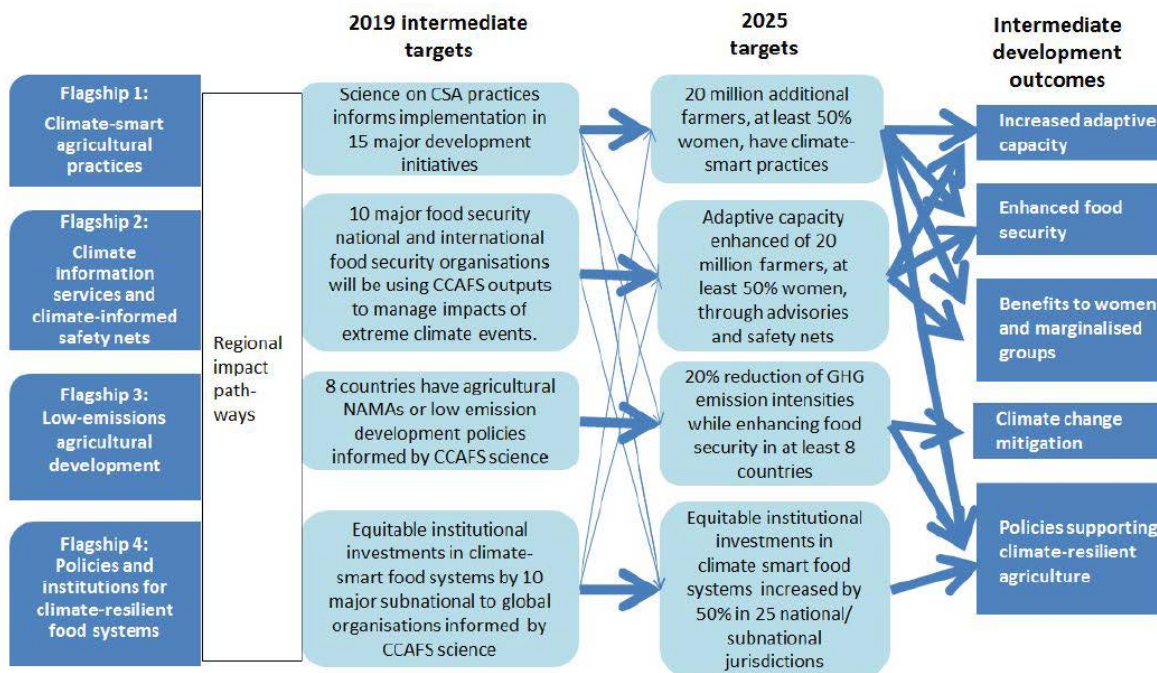 2019 intermediate
targets
2025
targets
Intermediate
development
outcomes
Flagship 1:
Climate-smart
agricultural
practices
Flagship 2:
Climate
information
services and
climate-informed
safety nets
Flagship 3:
Low-emissions
agricultural
development
Flagship 4:
Policies and
institutions for
climate-resilient
food systems
Regional
impact
path-
ways
Science on CSA practices
informs implementation in
15 major development
initiatives
10 major food security
national and international
food security organisations
will be using CCAFS outputs
to manage impacts of
extreme climate events.
8 countries have agricultural
NAMAs or low emission
development policies
informed by CCAFS science
Equitable institutional
investments in climate-
smart food systems by 10
major subnational to global
organisations informed by
CCAFS science
20 million additional
farmers, at least 50%
women, have climate-
smart practices
Adaptive capacity
enhanced of 20
million farmers, at
least 50% women,
through advisories
and safety nets
20% reduction of GHG
emission intensities
while enhancing food
security in at least 8
countries
Equitable institutional
investments in
climate smart food
systems increased by
50% in 25 national/
subnational
jurisdictions
Increased adaptive
capacity
Enhanced food
security
Benefits to women
and marginalised
groups
Climate change
mitigation
Policies supporting
climate-resilient
agriculture